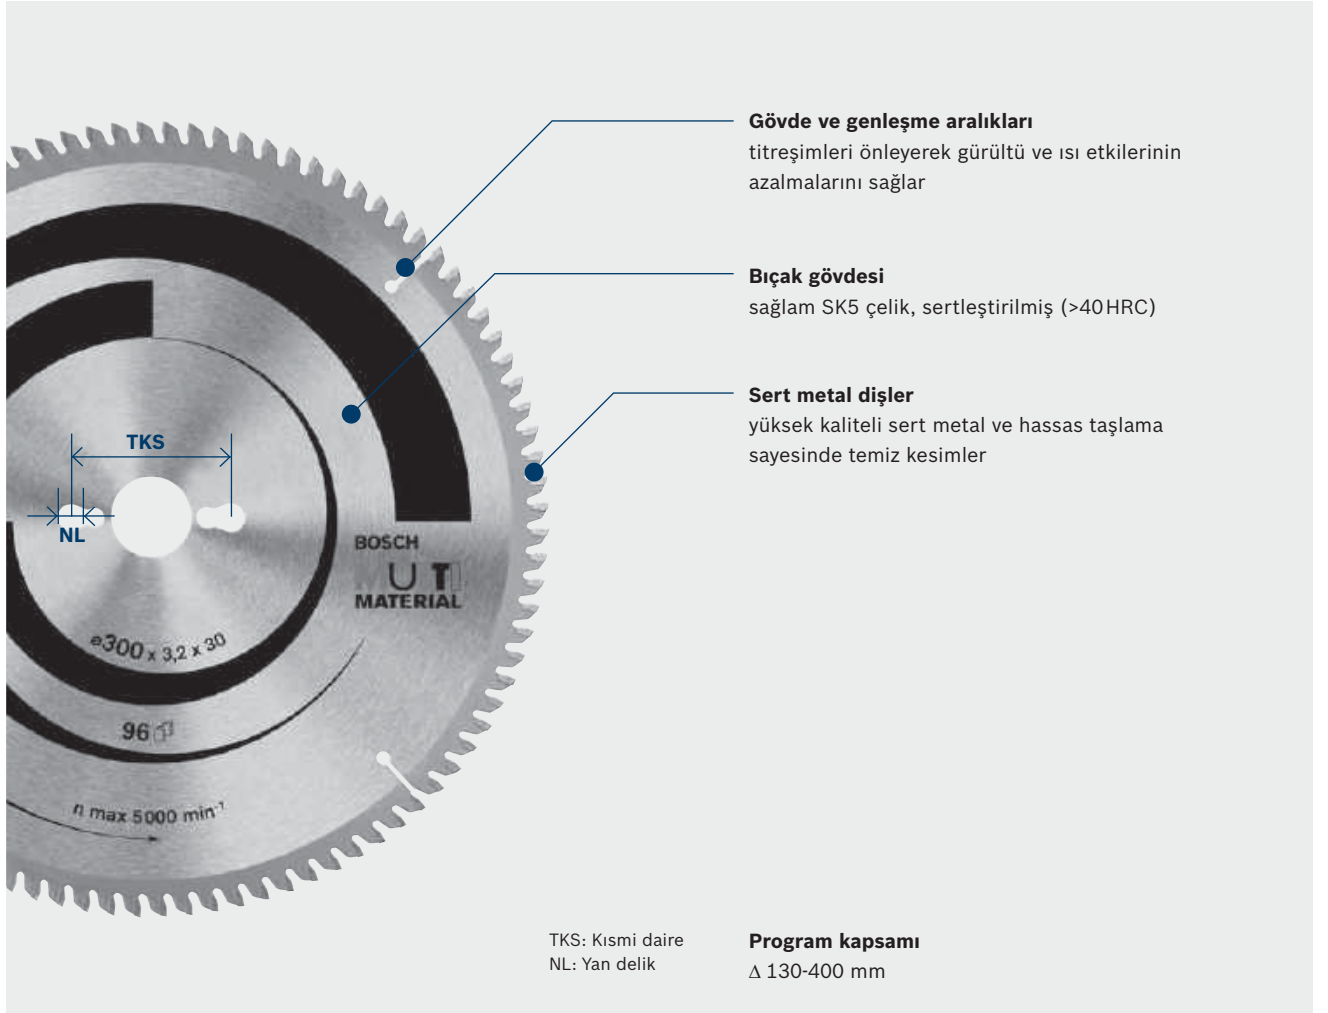 Gövde ve genleşme aralıkları
titreşimleri önleyerek gürültü ve ısı etkilerinin
azalmalarını sağlar
Bıçak gövdesi
sağlam SK5 çelik, sertleştirilmiş (>40 HRC)
Sert metal dişler
yüksek kaliteli sert metal ve hassas taşlama
sayesinde temiz kesimler
TKS
NL
BOSCH
MATERIAL
ø300 x 3,2 x 30
96
n max 5000 min⁻¹
TKS: Kısmi daire
NL: Yan delik
Program kapsamı
Δ 130-400 mm